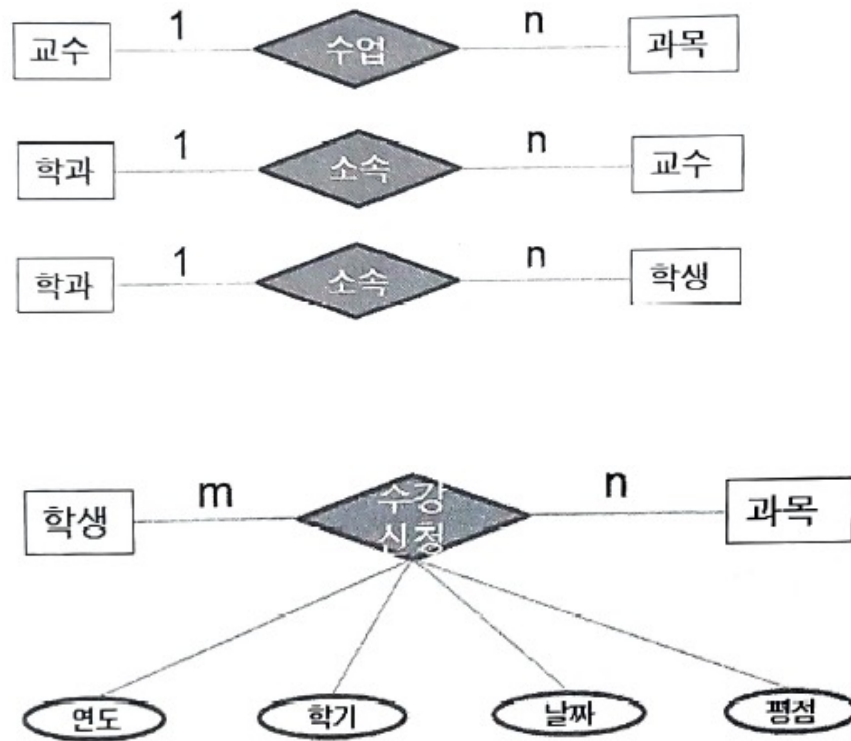 교수 1 수업 n 과목
학과 1 소속 n 교수
학과 1 소속 n 학생
학생 m 수강 n 과목
신청
연도 학기 날짜 평점